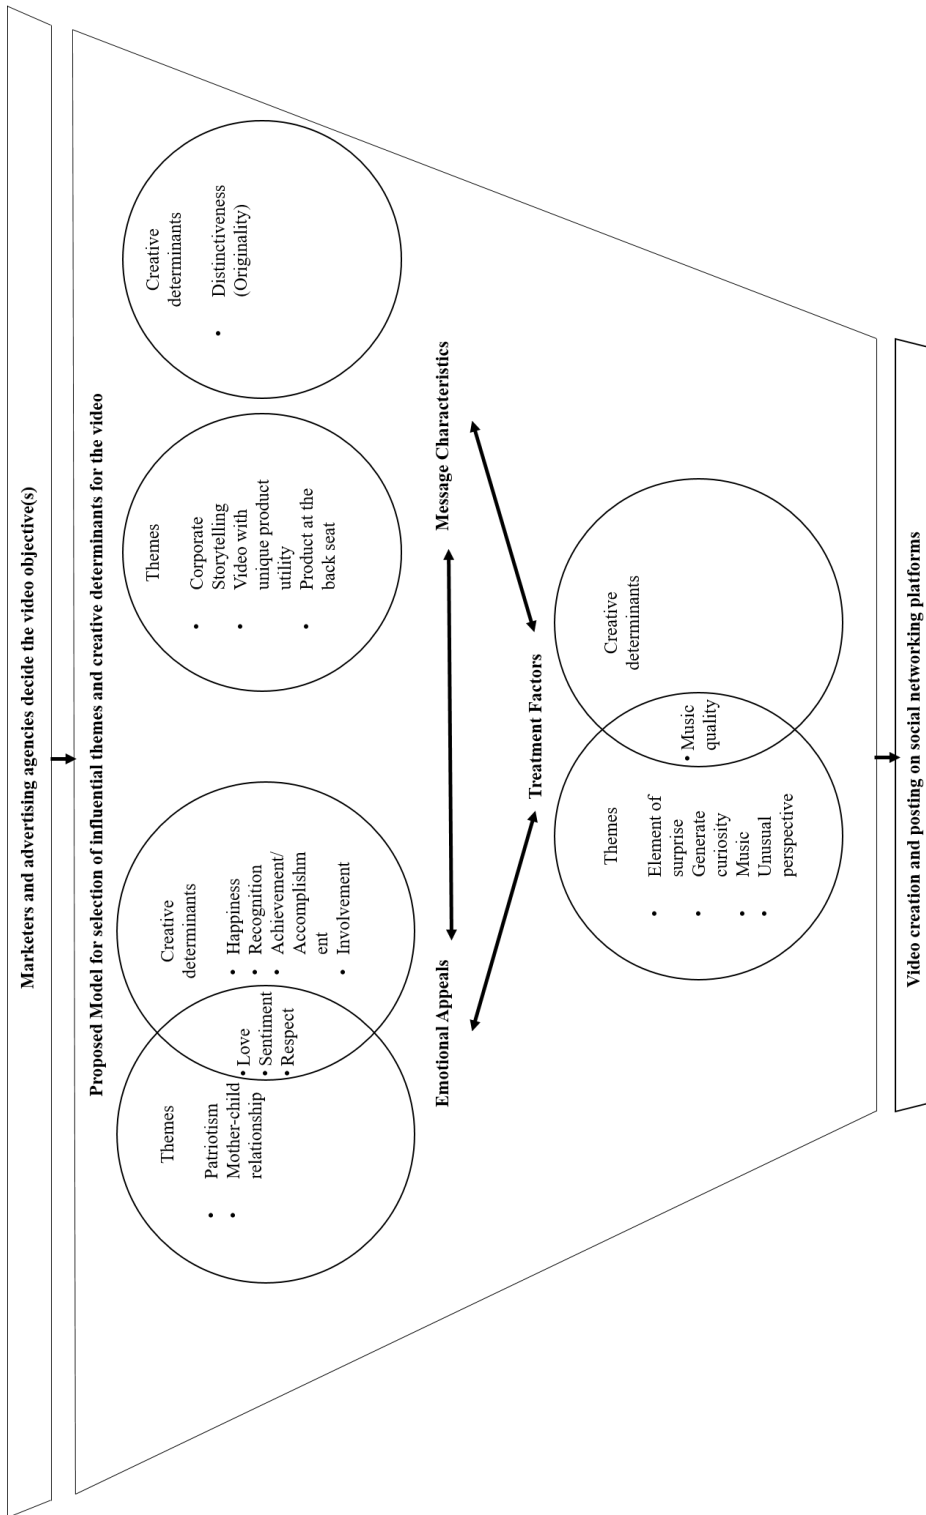 Marketers and advertising agencies decide the video objective(s)
Proposed Model for selection of influential themes and creative determinants for the video
Themes
• Patriotism
• Mother-child
relationship
• Love
• Sentiment
• Respect
Creative
determinants
• Happiness
• Recognition
• Achievement/
Accomplishm
ent
• Involvement
Themes
• Corporate
Storytelling
• Video with
unique product
utility
• Product at the
back seat
Creative
determinants
• Distinctiveness
(Originality)
Emotional Appeals
Message Characteristics
Treatment Factors
Themes
• Element of
surprise
• Generate
curiosity
• Music
• Unusual
perspective
• Music
quality
Creative
determinants
Video creation and posting on social networking platforms